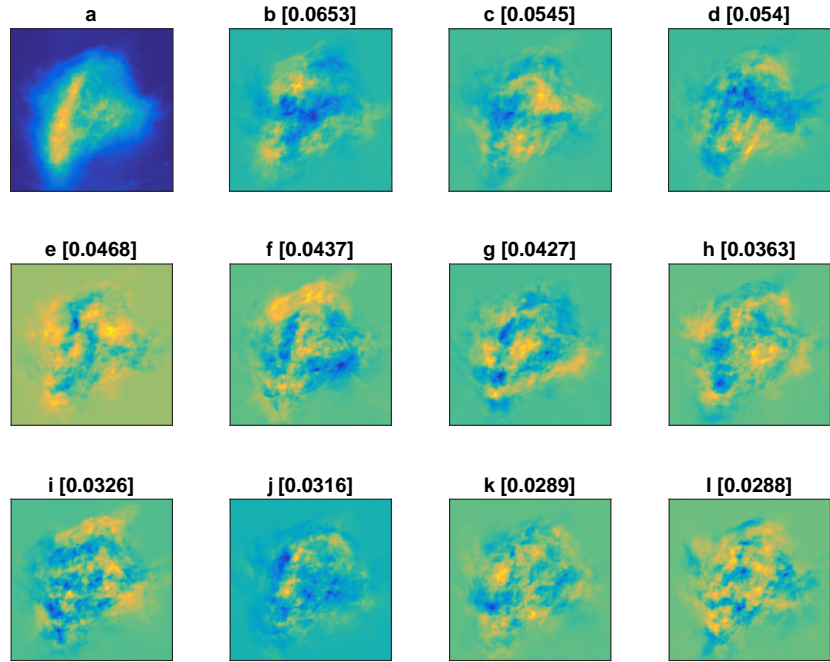 a b [0.0653] c [0.0545] d [0.054]
e [0.0468] f [0.0437] g [0.0427] h [0.0363]
i [0.0326] j [0.0316] k [0.0289] l [0.0288]